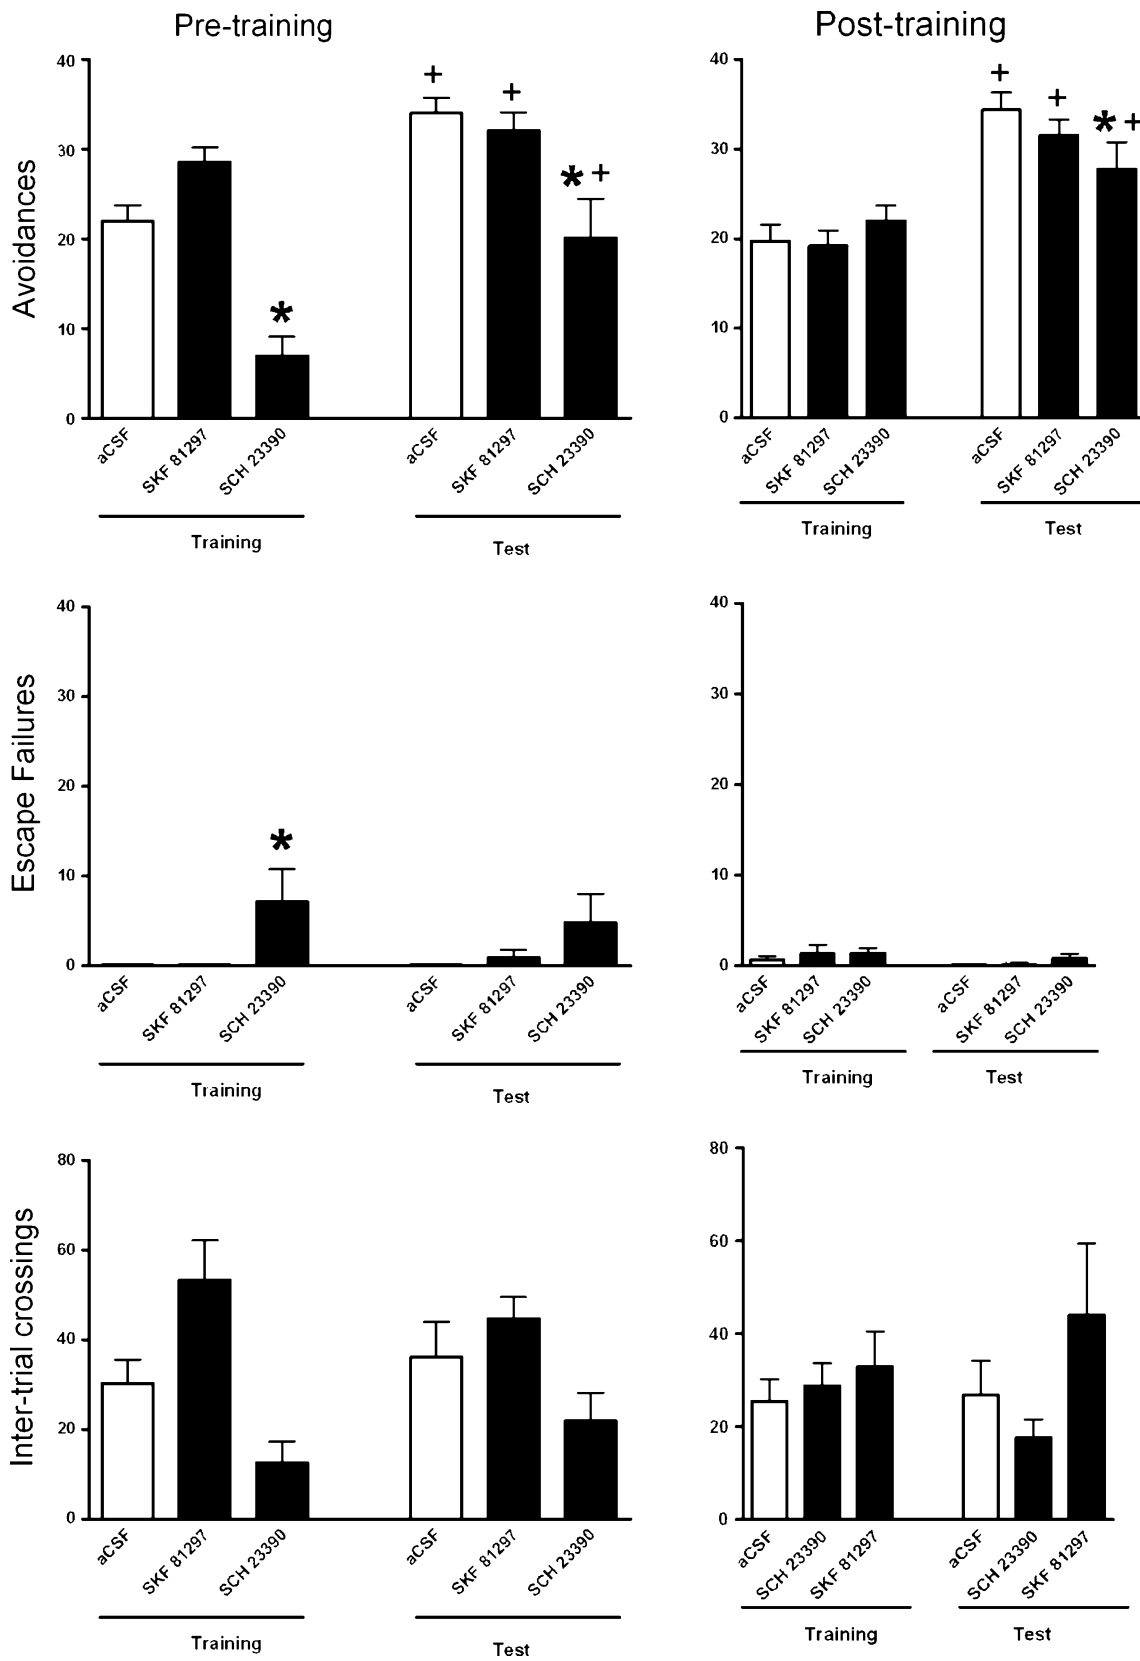 Pre-training
Post-training
Avoidances
40
30
20
10
0
+
+
* +
*
aCSF
SKF 81297
SCH 23390
aCSF
SKF 81297
SCH 23390
Training
Test
40
30
20
10
0
+
+
* +
aCSF
SKF 81297
SCH 23390
aCSF
SKF 81297
SCH 23390
Training
Test
Escape Failures
40
30
20
10
0
*
aCSF
SKF 81297
SCH 23390
aCSF
SKF 81297
SCH 23390
Training
Test
40
30
20
10
0
aCSF
SKF 81297
SCH 23390
aCSF
SKF 81297
SCH 23390
Training
Test
Inter-trial crossings
80
60
40
20
0
aCSF
SKF 81297
SCH 23390
aCSF
SKF 81297
SCH 23390
Training
Test
80
60
40
20
0
aCSF
SCH 23390
SKF 81297
aCSF
SCH 23390
SKF 81297
Training
Test